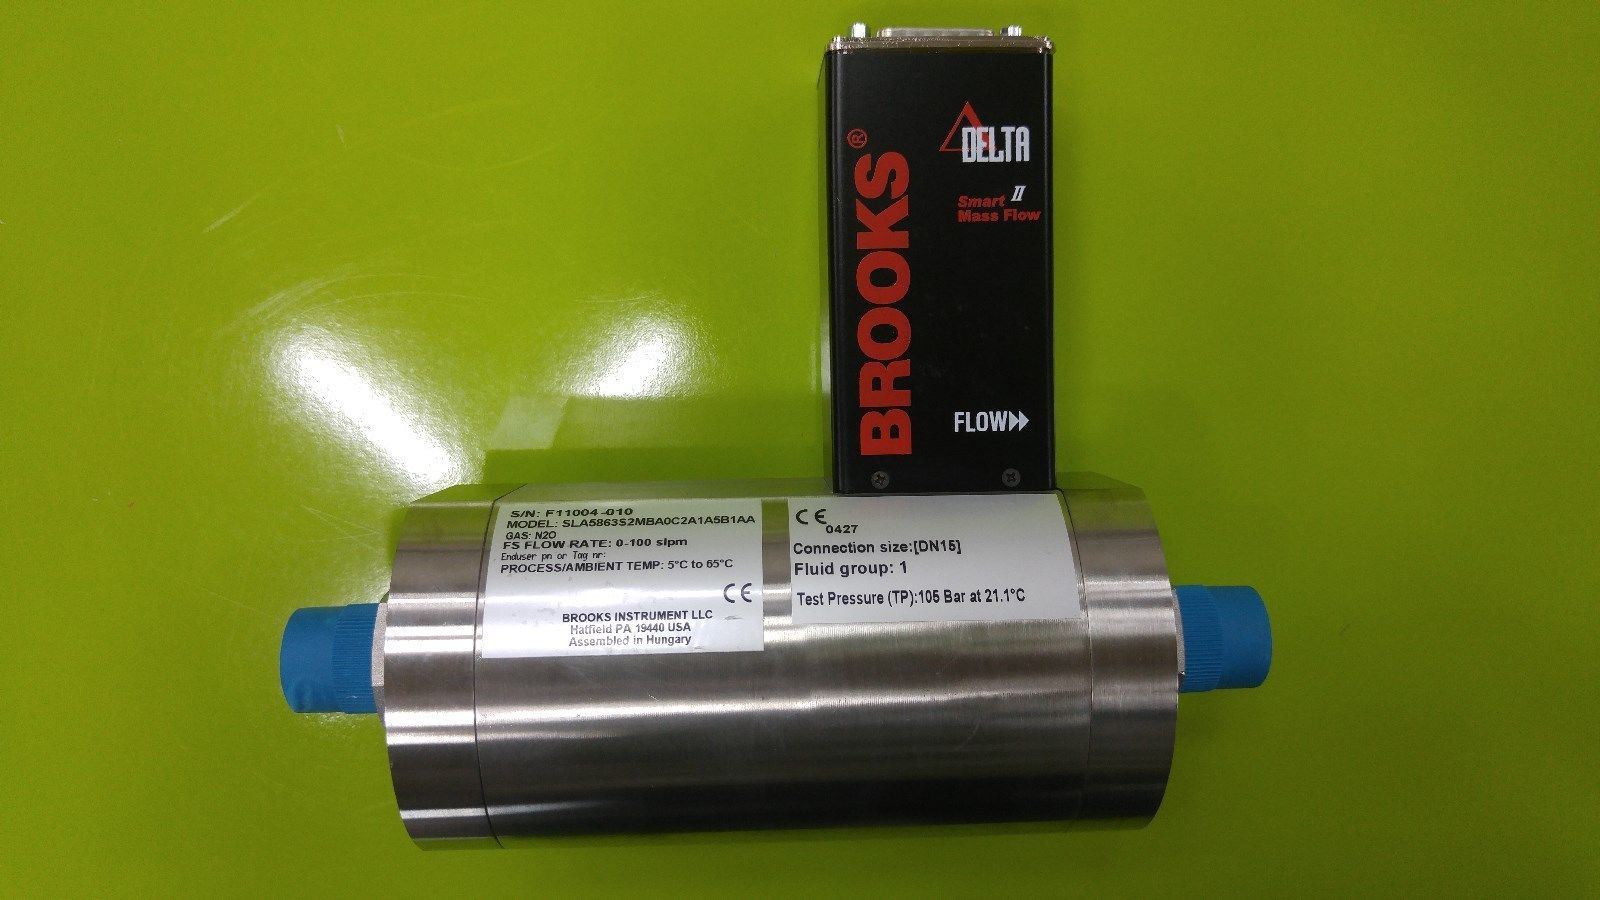 BROOKS®
DELTA
Smart II
Mass Flow
FLOW
S/N: F11004-010
MODEL: SLA5863S2MBA0C2A1A5B1AA
GAS: N2O
FS FLOW RATE: 0-100 slpm
Enduser pn or Tag nr:
PROCESS/AMBIENT TEMP: 5°C to 65°C
CE
BROOKS INSTRUMENT LLC
Hatfield PA 19440 USA
Assembled in Hungary
CE 0427
Connection size:[DN15]
Fluid group: 1
Test Pressure (TP):105 Bar at 21.1°C